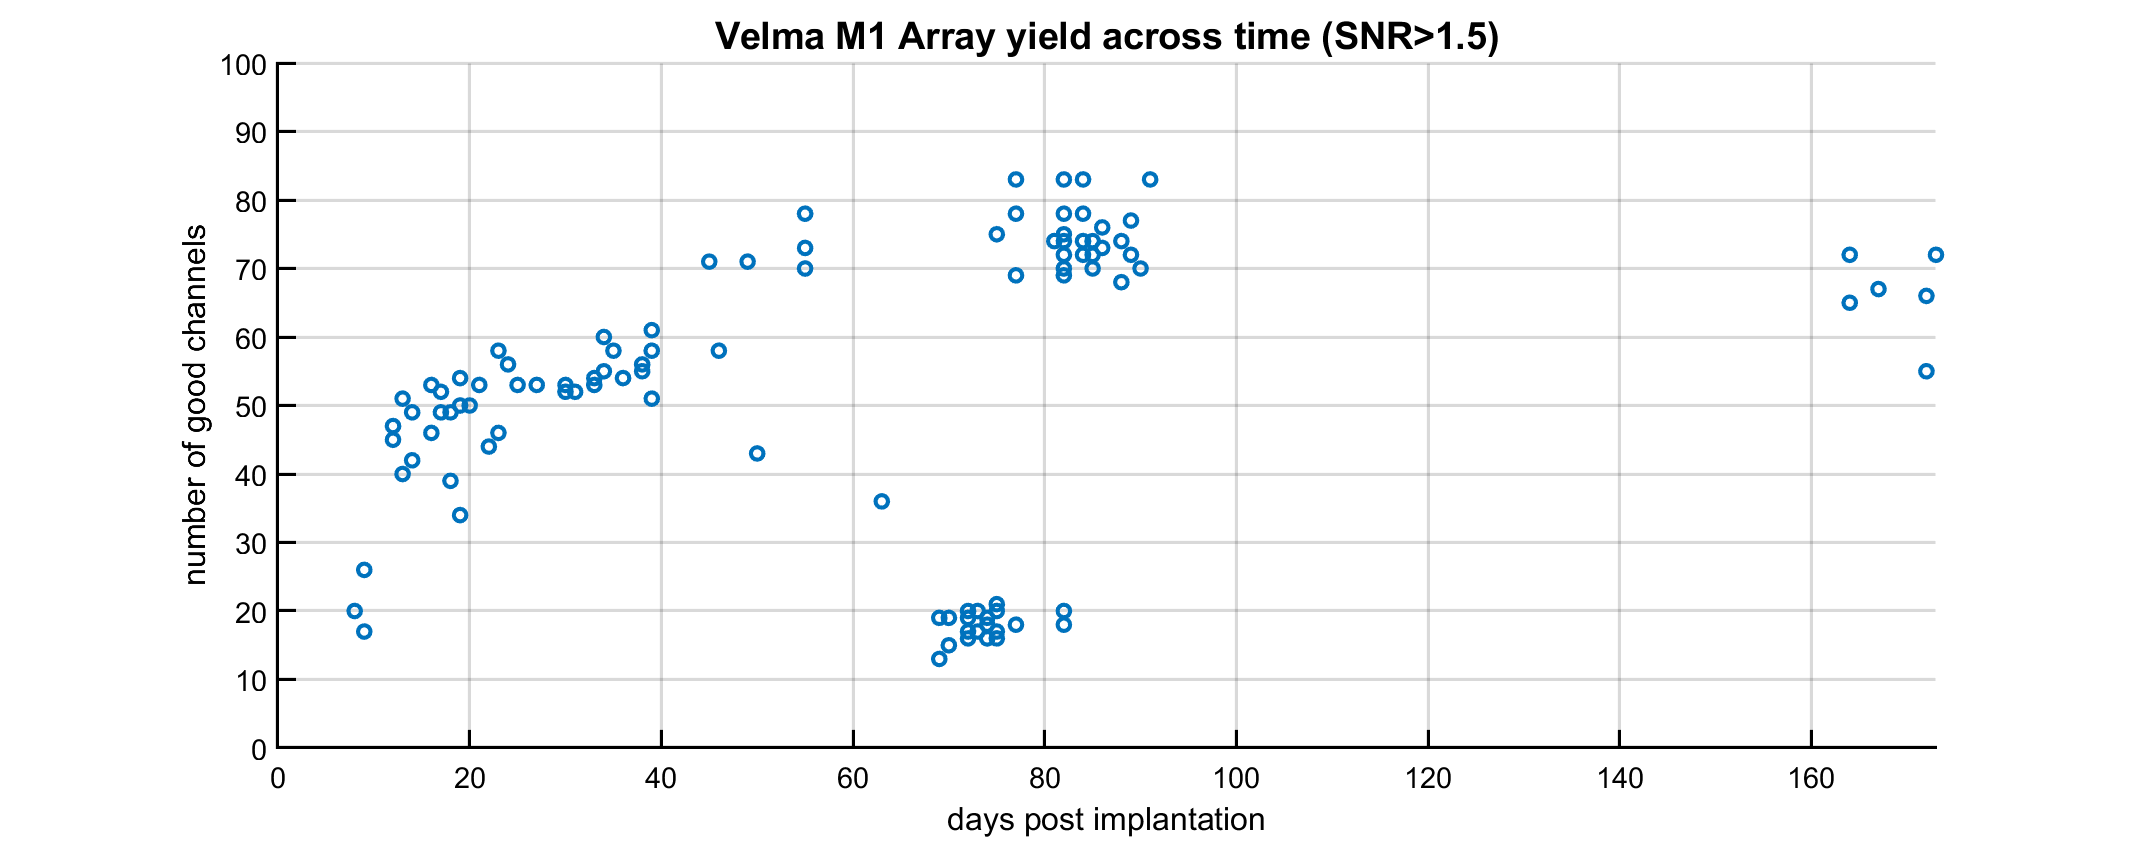 Velma M1 Array yield across time (SNR>1.5)
100
90
80
70
60
50
40
30
20
10
0
number of good channels
0 20 40 60 80 100 120 140 160
days post implantation